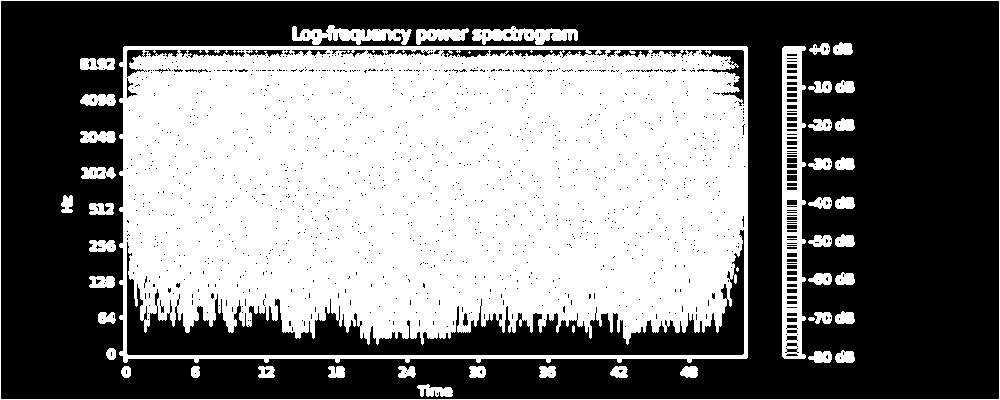 Log-frequency power spectrogram
Hz
8192
4096
2048
1024
512
256
128
64
0
0 6 12 18 24 30 36 42 48
Time
+0 dB
-10 dB
-20 dB
-30 dB
-40 dB
-50 dB
-60 dB
-70 dB
-80 dB